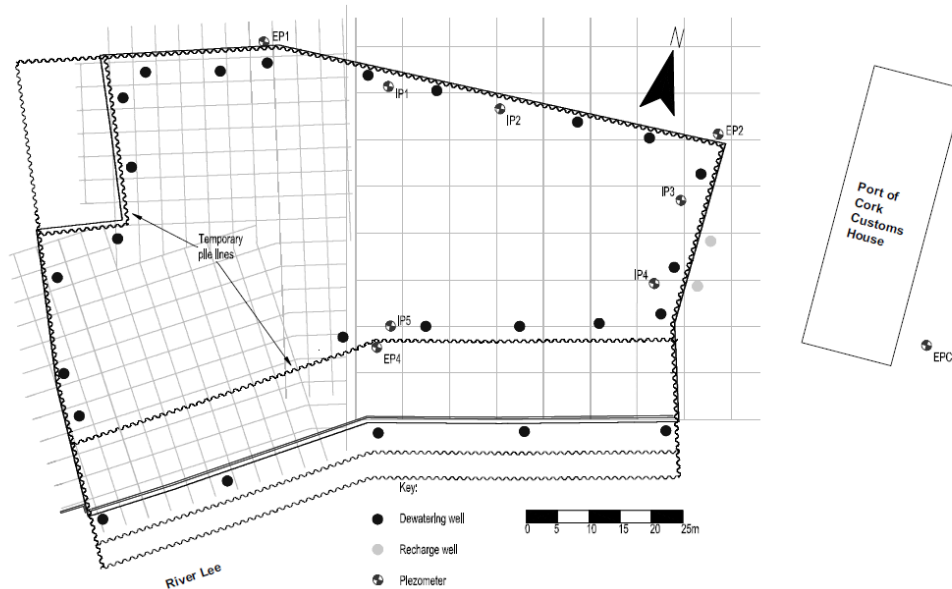 EP1
N
IP1
IP2
EP2
Port of
Cork
Customs
House
IP3
Temporary
pile lines
IP4
IP5
EP4
EPC
Key:
Dewatering well
0 5 10 15 20 25m
Recharge well
Piezometer
River Lee